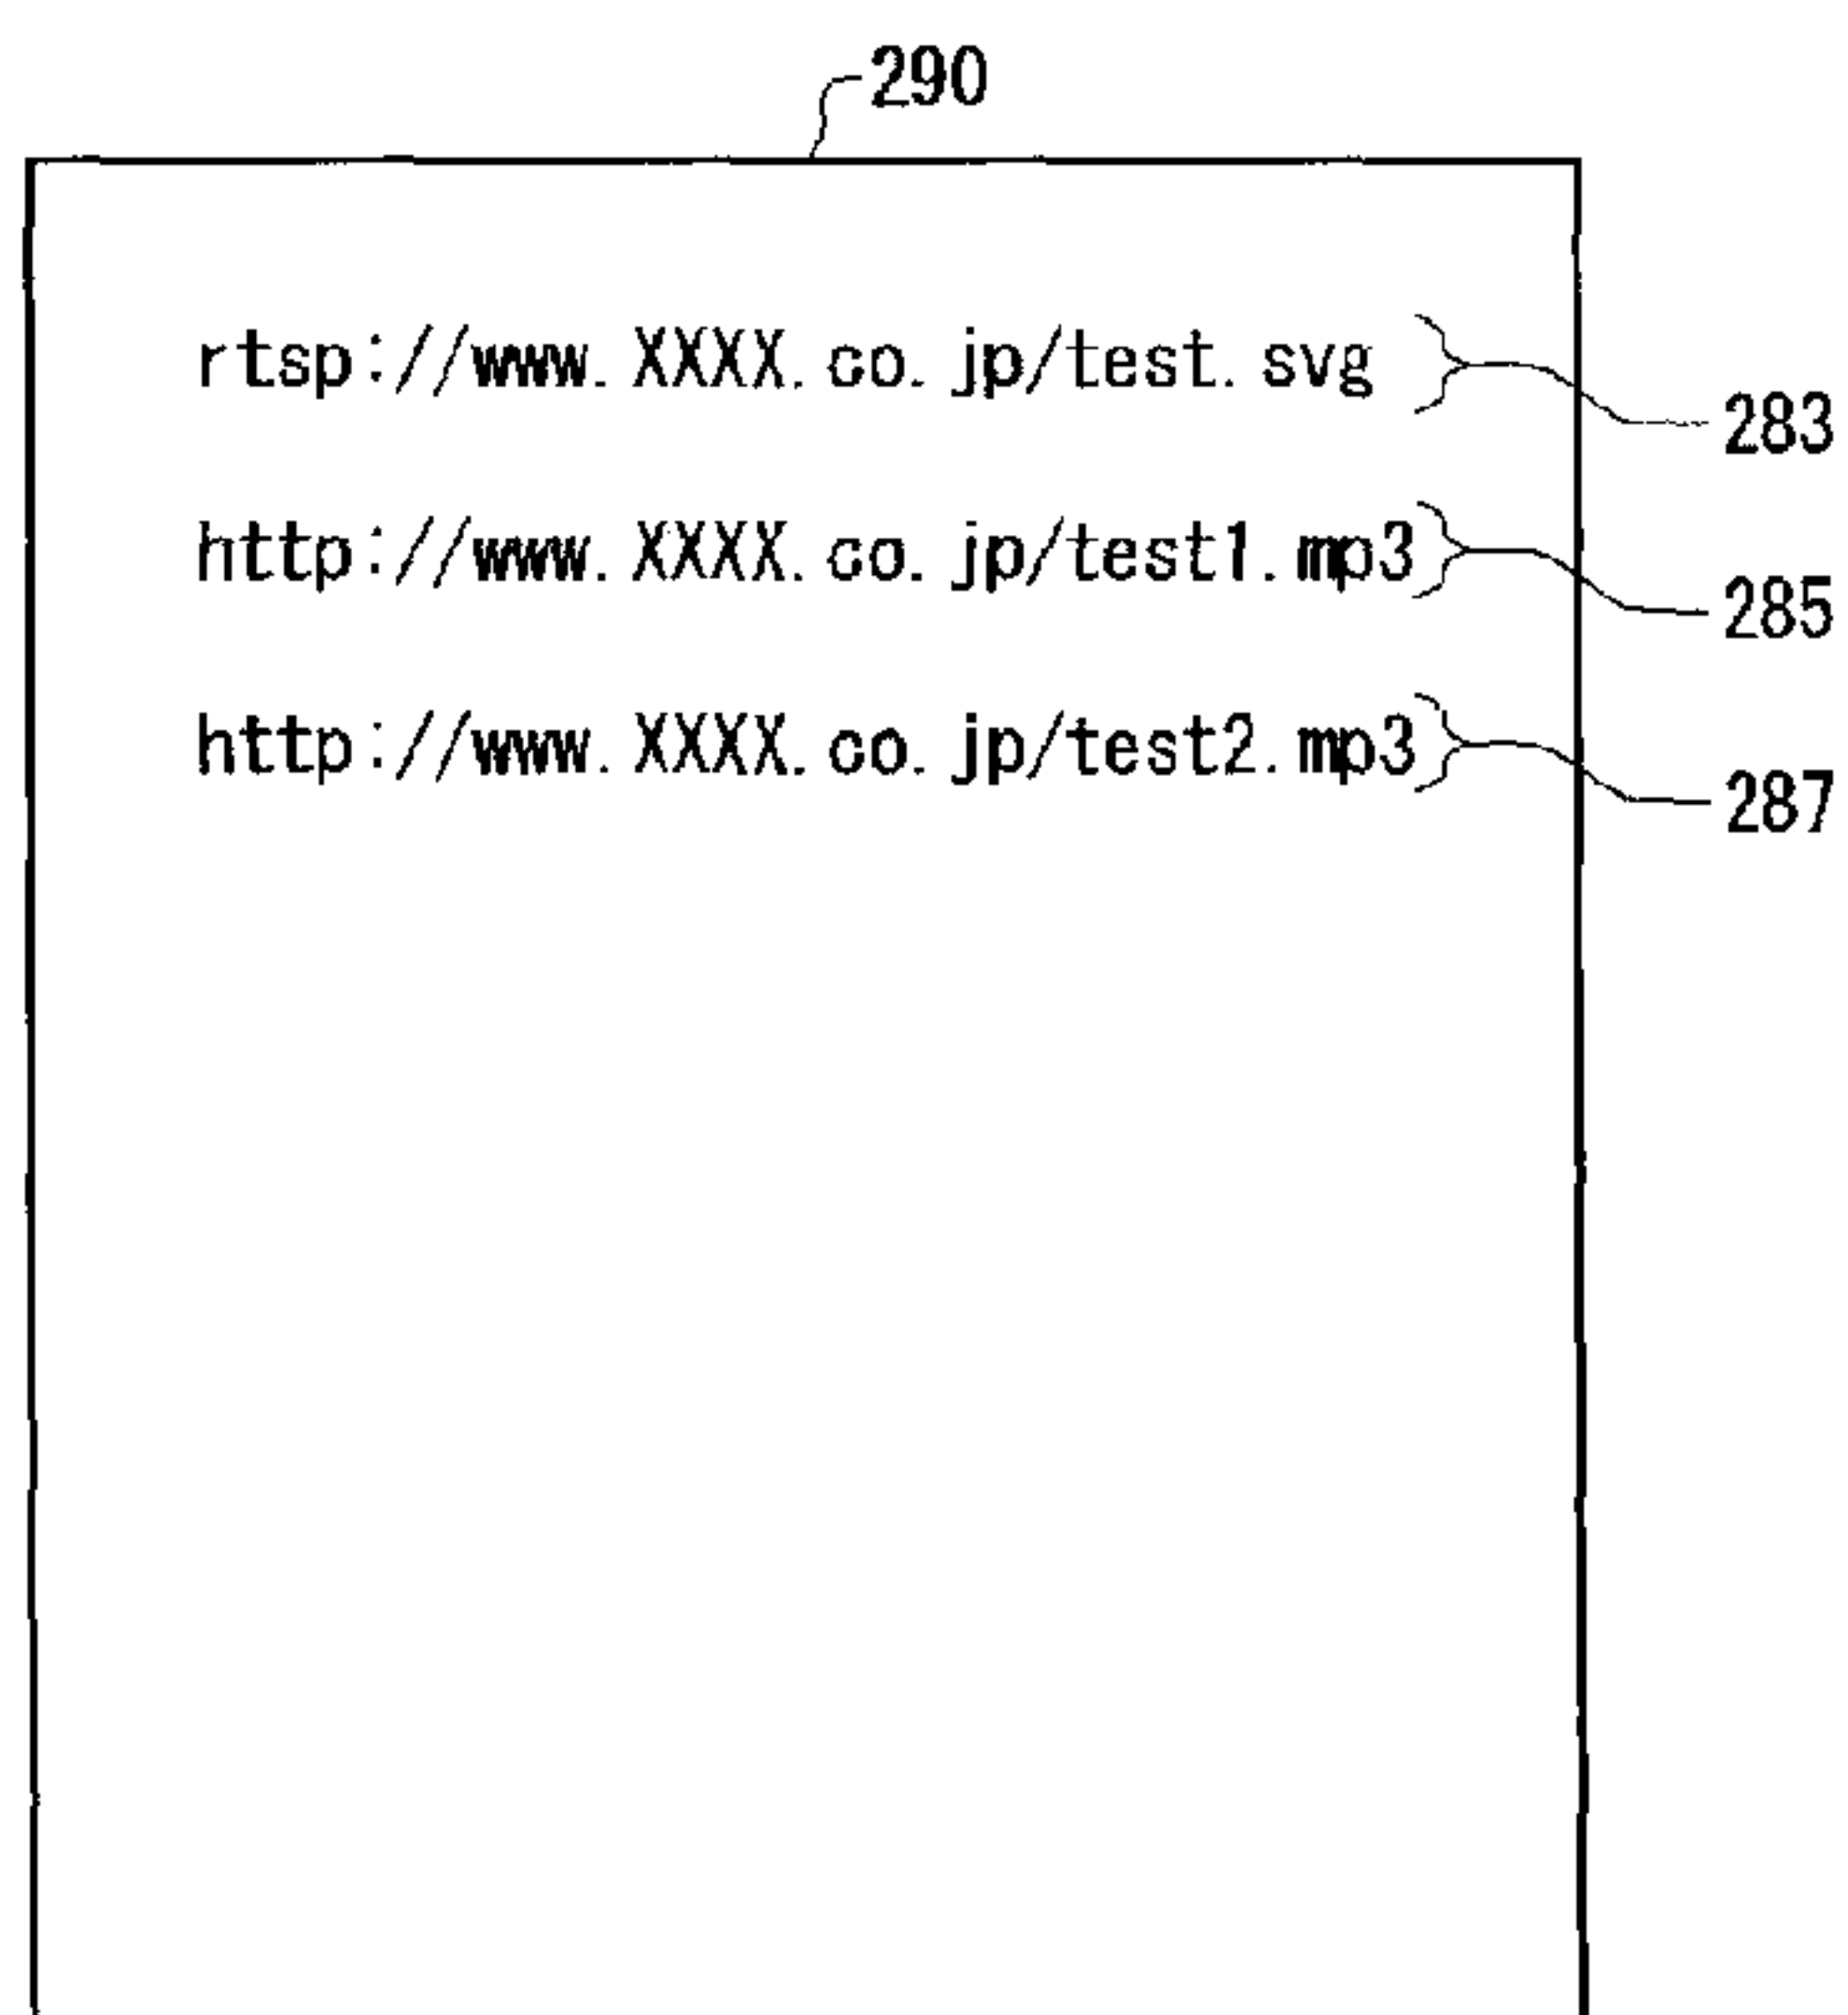 290
rtsp://www.XXXX.co.jp/test.svg
283
http://www.XXXX.co.jp/test1.mp3
285
http://www.XXXX.co.jp/test2.mp3
287